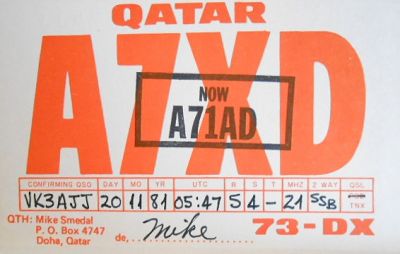 QATAR
A7XD
NOW
A71AD
CONFIRMING QSO DAY MO YR UTC R S T MHZ 2 WAY QSL
VK3AJJ 20 11 81 05:47 5 4 - 21 SSB PSE TNX
QTH: Mike Smedal
P. O. Box 4747
Doha, Qatar
de, Mike 73-DX